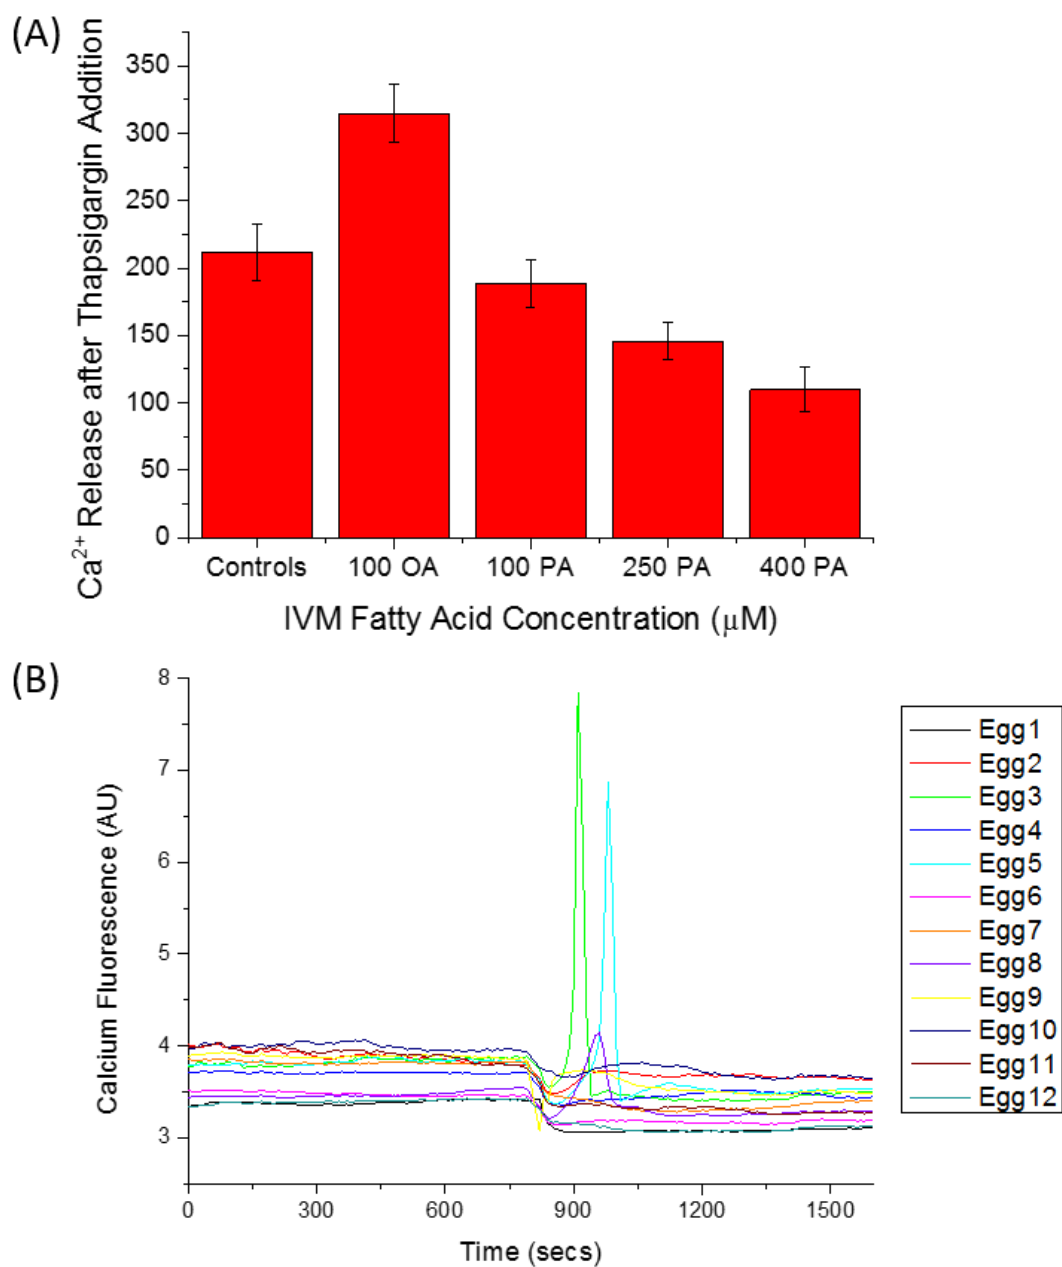 (A)
Ca2+ Release after Thapsigargin Addition
350
300
250
200
150
100
50
0
Controls 100 OA 100 PA 250 PA 400 PA
IVM Fatty Acid Concentration (μM)
(B)
Calcium Fluorescence (AU)
8
7
6
5
4
3
0 300 600 900 1200 1500
Time (secs)
Egg1
Egg2
Egg3
Egg4
Egg5
Egg6
Egg7
Egg8
Egg9
Egg10
Egg11
Egg12